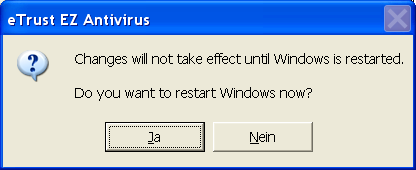 eTrust EZ Antivirus
Changes will not take effect until Windows is restarted.
Do you want to restart Windows now?
Ja
Nein